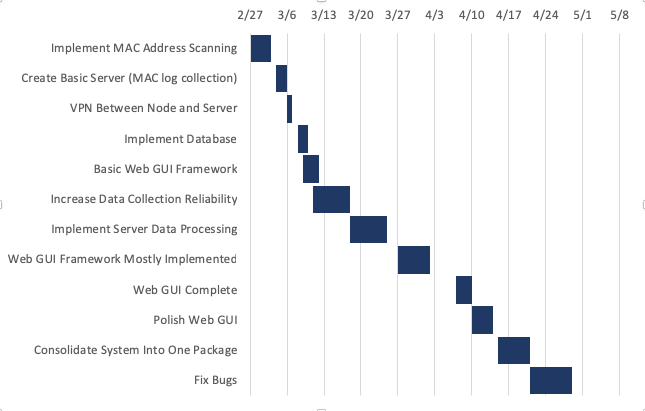 2/27 3/6 3/13 3/20 3/27 4/3 4/10 4/17 4/24 5/1 5/8
Implement MAC Address Scanning
Create Basic Server (MAC log collection)
VPN Between Node and Server
Implement Database
Basic Web GUI Framework
Increase Data Collection Reliability
Implement Server Data Processing
Web GUI Framework Mostly Implemented
Web GUI Complete
Polish Web GUI
Consolidate System Into One Package
Fix Bugs